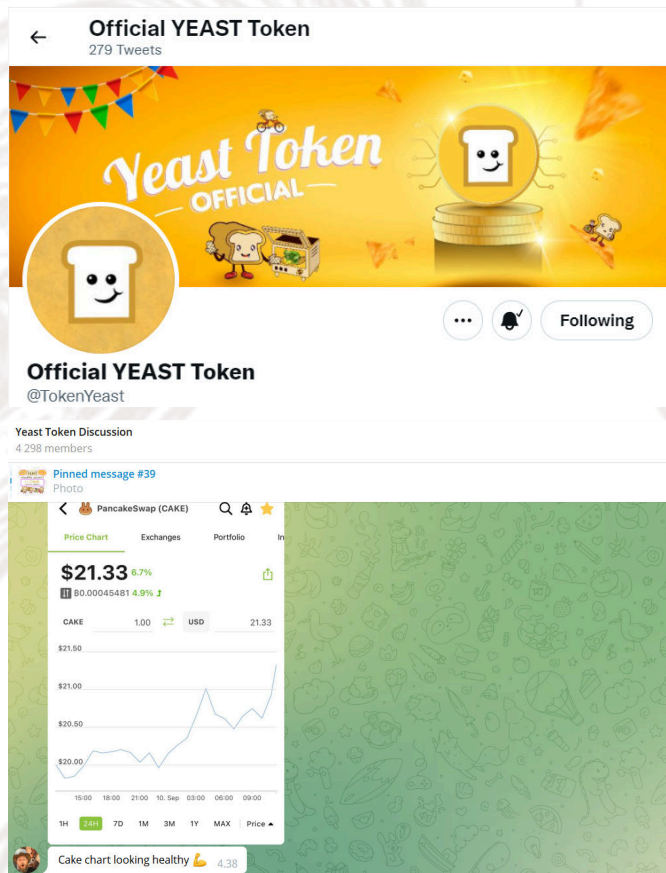 Official YEAST Token
279 Tweets
Yeast Token
OFFICIAL
Following
Official YEAST Token
@TokenYeast
Yeast Token Discussion
4 298 members
Pinned message #39
Photo
PancakeSwap (CAKE)
Price Chart Exchanges Portfolio In
$21.33 6.7%
B0.00045481 4.9%
CAKE 1.00 USD 21.33
$21.50
$21.00
$20.50
$20.00
15:00 18:00 21:00 10. Sep 03:00 06:00 09:00
1H 24H 7D 1M 3M 1Y MAX Price
Cake chart looking healthy 💪 4.38